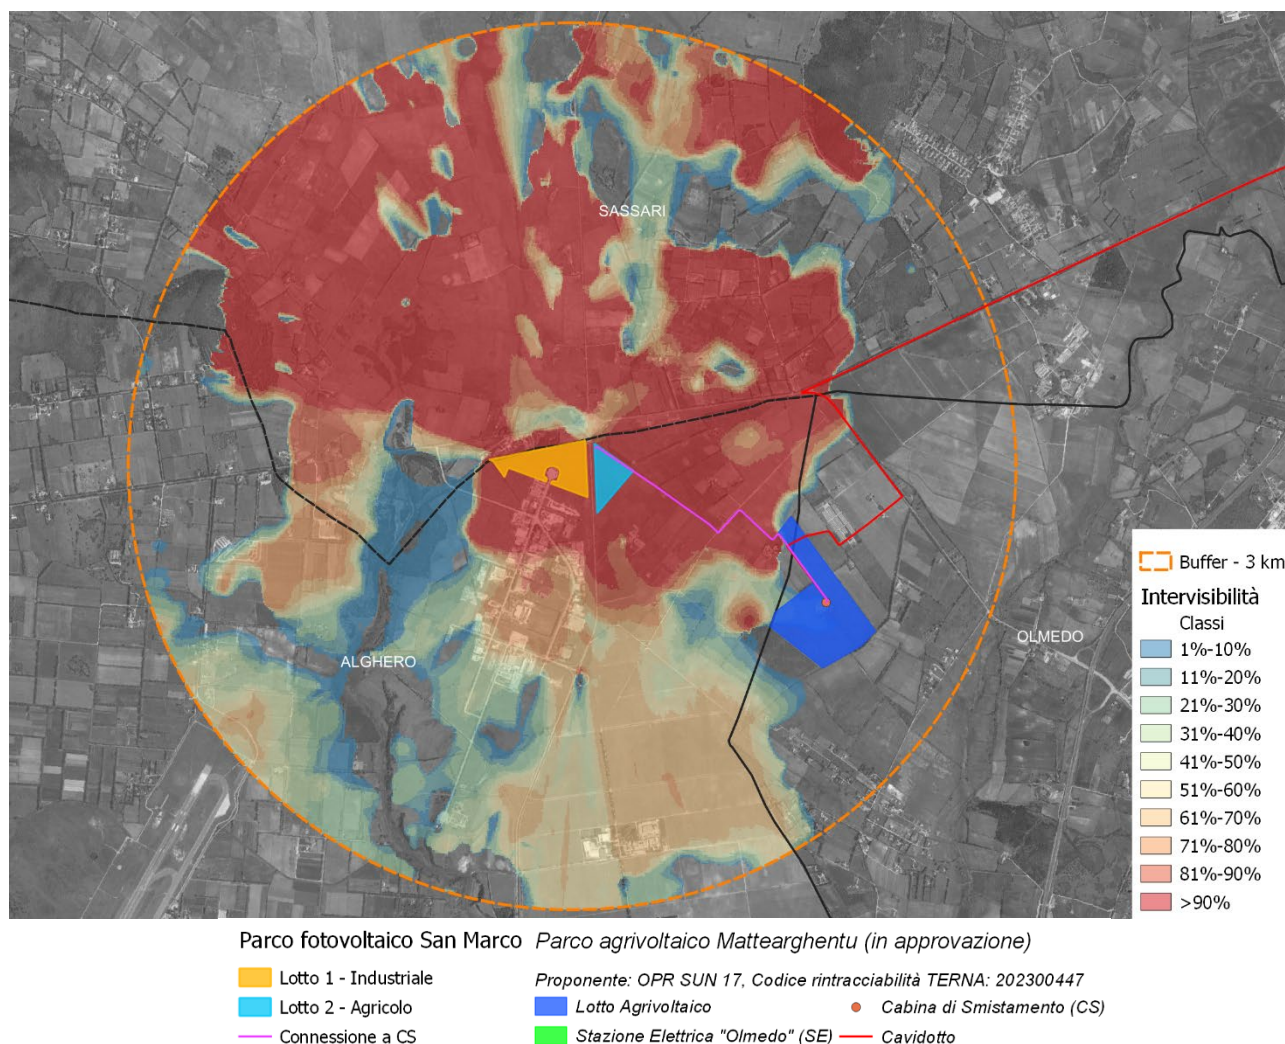 SASSARI
ALGHERO
OLMEDO
Buffer - 3 km
Intervisibilità
Classi
1%-10%
11%-20%
21%-30%
31%-40%
41%-50%
51%-60%
61%-70%
71%-80%
81%-90%
>90%
Parco fotovoltaico San Marco
Lotto 1 - Industriale
Lotto 2 - Agricolo
Connessione a CS
Parco agrivoltaico Mattearghentu (in approvazione)
Proponente: OPR SUN 17, Codice rintracciabilità TERNA: 202300447
Lotto Agrivoltaico
Stazione Elettrica "Olmedo" (SE)
Cabina di Smistamento (CS)
Cavidotto